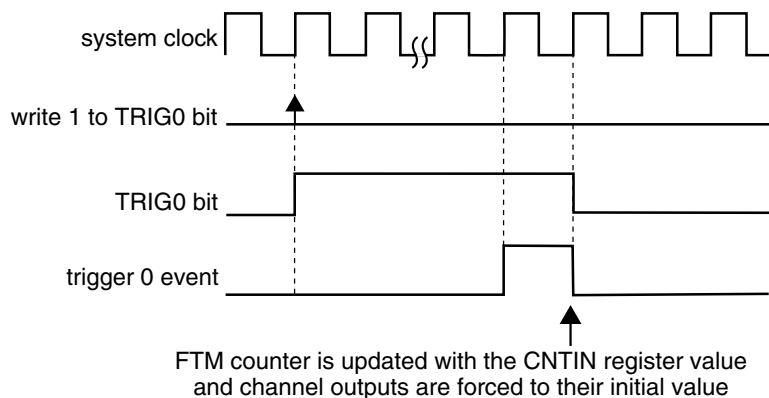 system clock
write 1 to TRIG0 bit
TRIG0 bit
trigger 0 event
FTM counter is updated with the CNTIN register value
and channel outputs are forced to their initial value